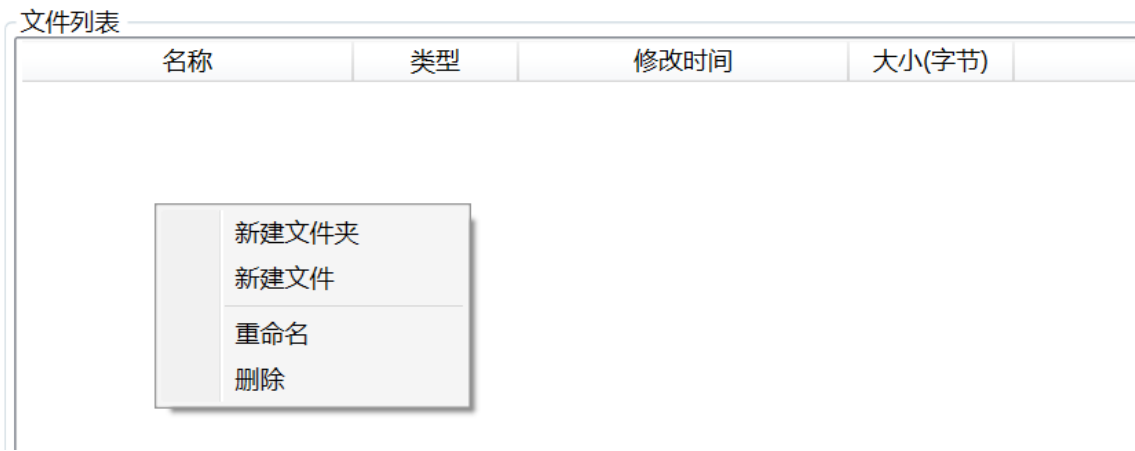 文件列表
名称 类型 修改时间 大小(字节)
新建文件夹
新建文件
重命名
删除